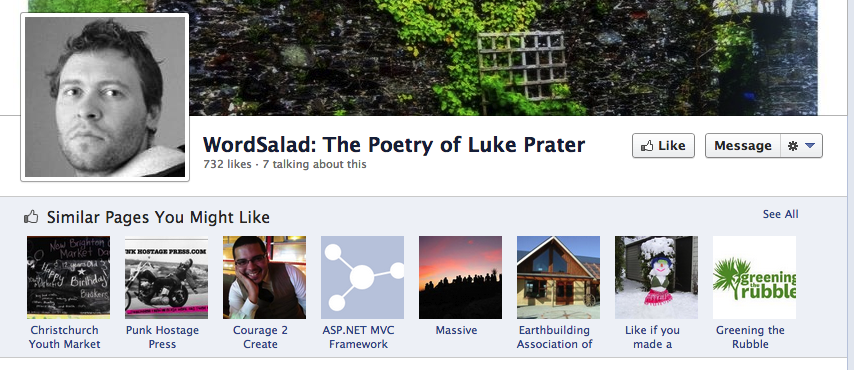 WordSalad: The Poetry of Luke Prater
Like
Message
732 likes · 7 talking about this
Similar Pages You Might Like
See All
New Brighton
Market Day
Happy
Birthday
NK HOSTAGE PRESS.COM
greening
the rubble
Christchurch
Youth Market
Punk Hostage
Press
Courage 2
Create
ASP.NET MVC
Framework
Massive
Earthbuilding
Association of
Like if you
made a
Greening the
Rubble